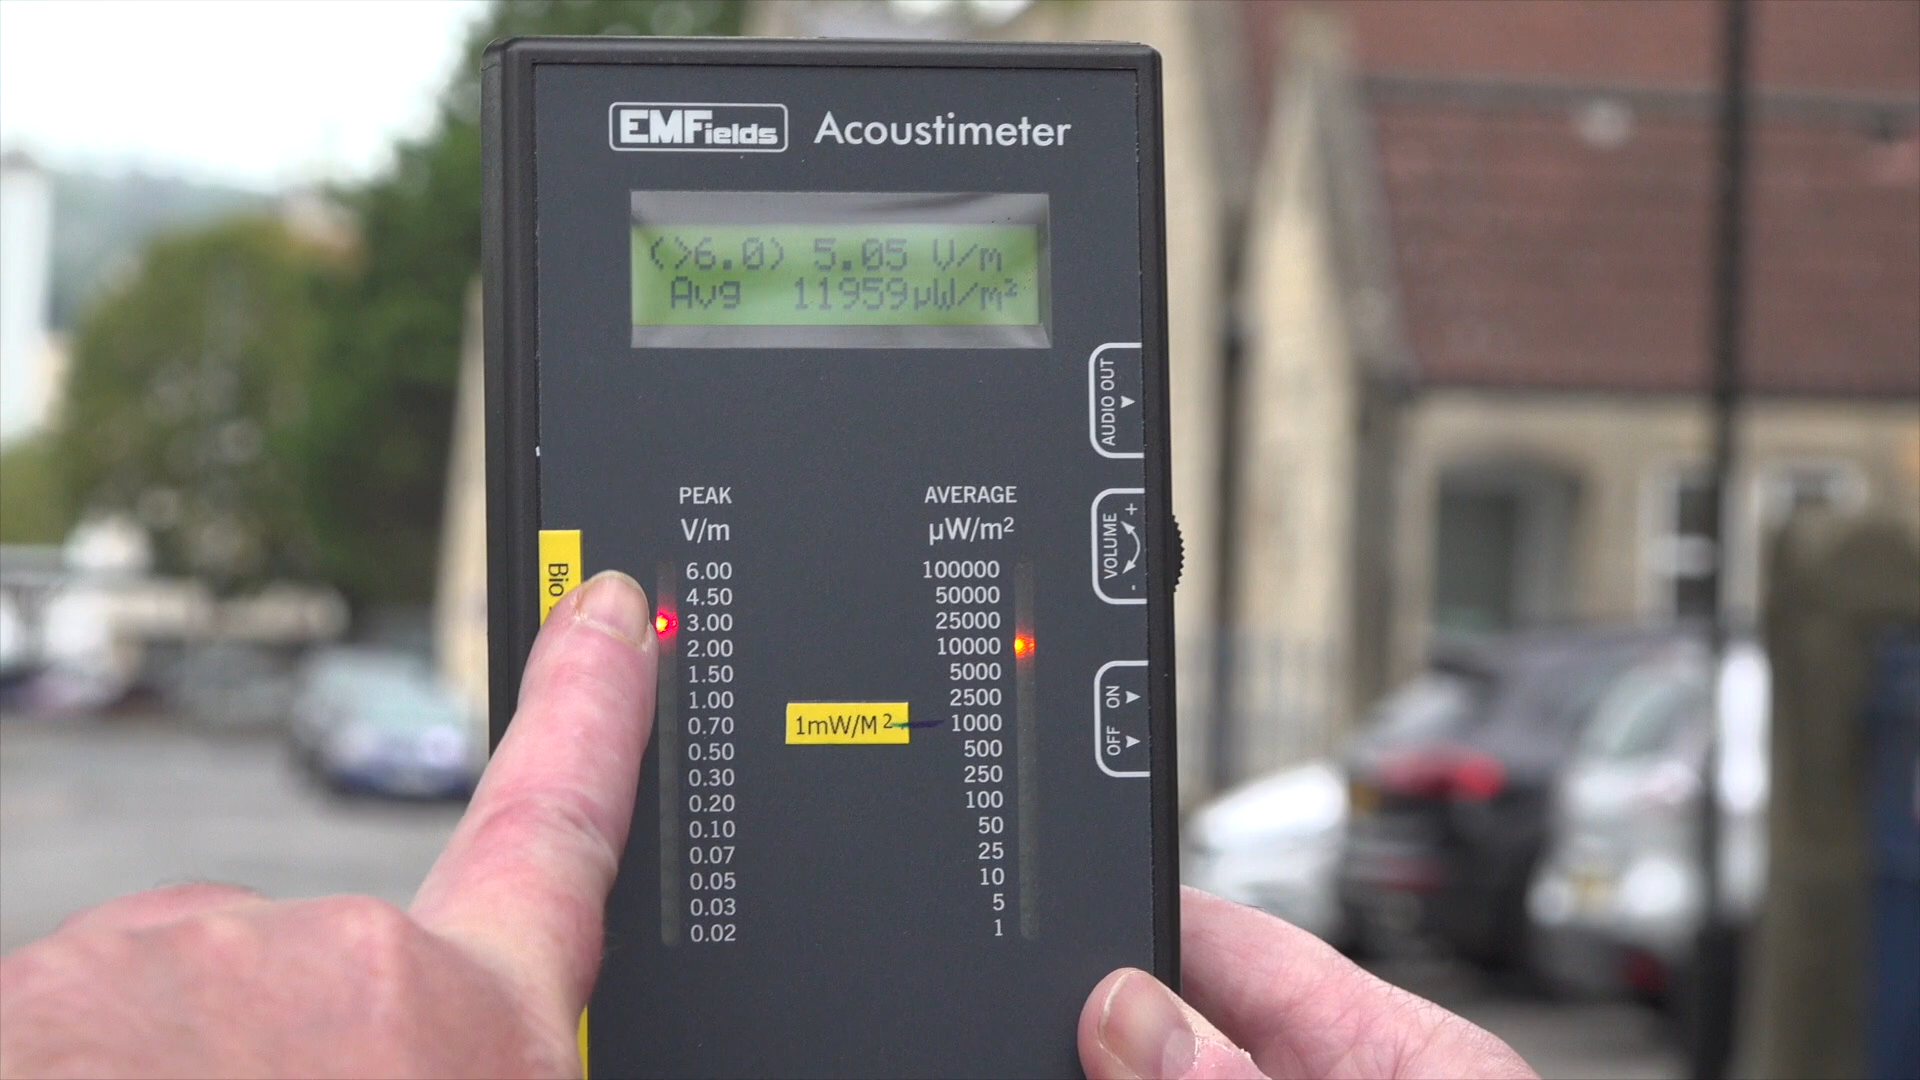 EMFields Acoustimeter
(>6.0) 5.05 V/m
Avg 11959µW/m²
AUDIO OUT
VOLUME
- +
OFF ON
PEAK
V/m
6.00
4.50
3.00
2.00
1.50
1.00
0.70
0.50
0.30
0.20
0.10
0.07
0.05
0.03
0.02
AVERAGE
µW/m²
100000
50000
25000
10000
5000
2500
1000
500
250
100
50
25
10
5
1
1mW/M²
Bio